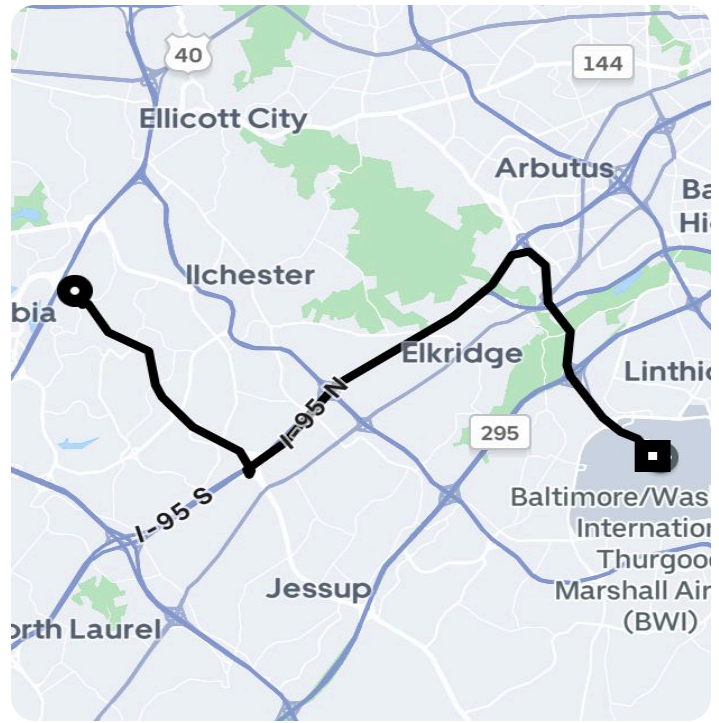 40
144
Ellicott City
Arbutus
Ba
Hi
Ilchester
bia
Elkridge
Linthic
I-95 N
295
I-95 S
Baltimore/Was
Internation
Thurgoo
Marshall Air
(BWI)
Jessup
orth Laurel